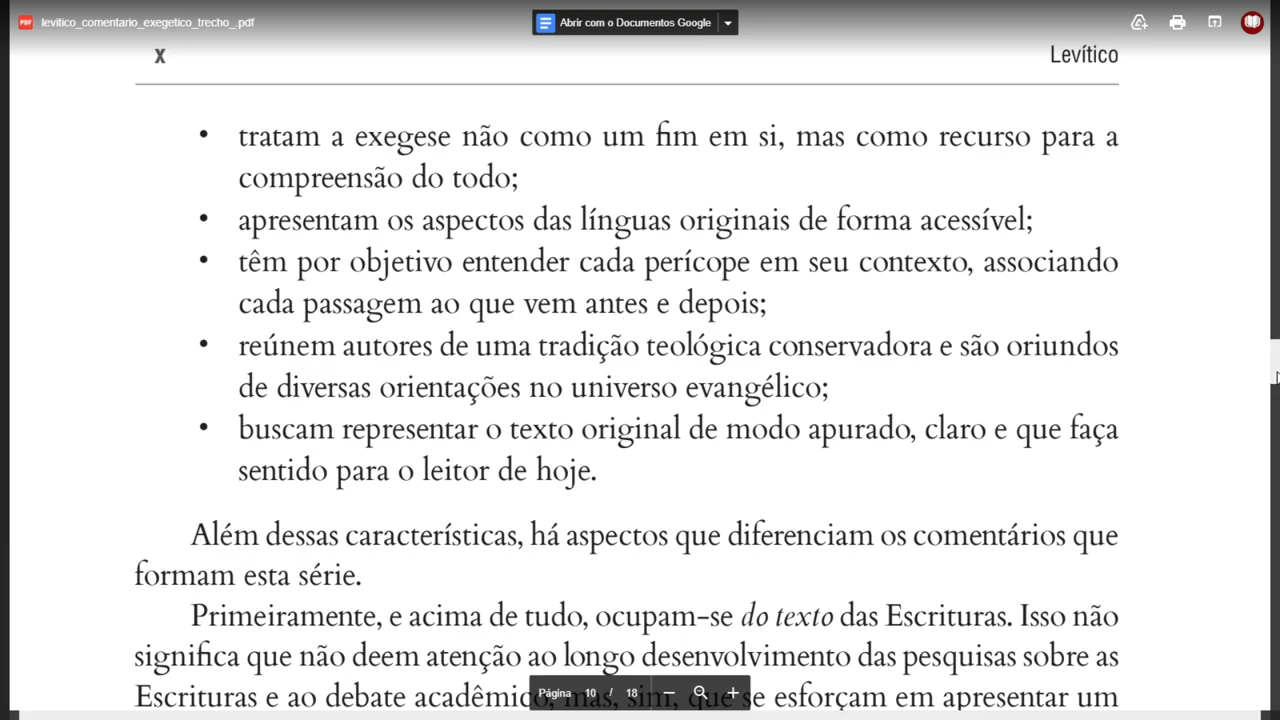 levitico_comentario_exegetico_trecho_.pdf
Abrir com o Documentos Google
x Levítico
• tratam a exegese não como um fim em si, mas como recurso para a
compreensão do todo;
• apresentam os aspectos das línguas originais de forma acessível;
• têm por objetivo entender cada perícope em seu contexto, associando
cada passagem ao que vem antes e depois;
• reúnem autores de uma tradição teológica conservadora e são oriundos
de diversas orientações no universo evangélico;
• buscam representar o texto original de modo apurado, claro e que faça
sentido para o leitor de hoje.
Além dessas características, há aspectos que diferenciam os comentários que
formam esta série.
Primeiramente, e acima de tudo, ocupam-se do texto das Escrituras. Isso não
significa que não deem atenção ao longo desenvolvimento das pesquisas sobre as
Escrituras e ao debate acadêmico, mas, sim, que se esforçam em apresentar um
Página 10 / 18